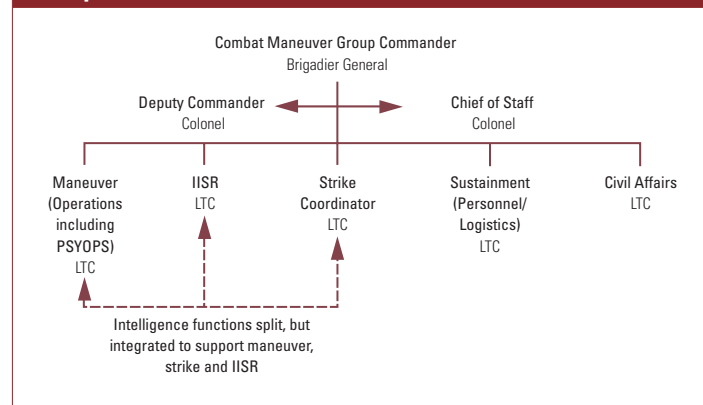 Combat Maneuver Group Commander
Brigadier General
Deputy Commander
Colonel
Chief of Staff
Colonel
Maneuver
(Operations
including
PSYOPS)
LTC
IISR
LTC
Strike
Coordinator
LTC
Sustainment
(Personnel/
Logistics)
LTC
Civil Affairs
LTC
Intelligence functions split, but
integrated to support maneuver,
strike and IISR